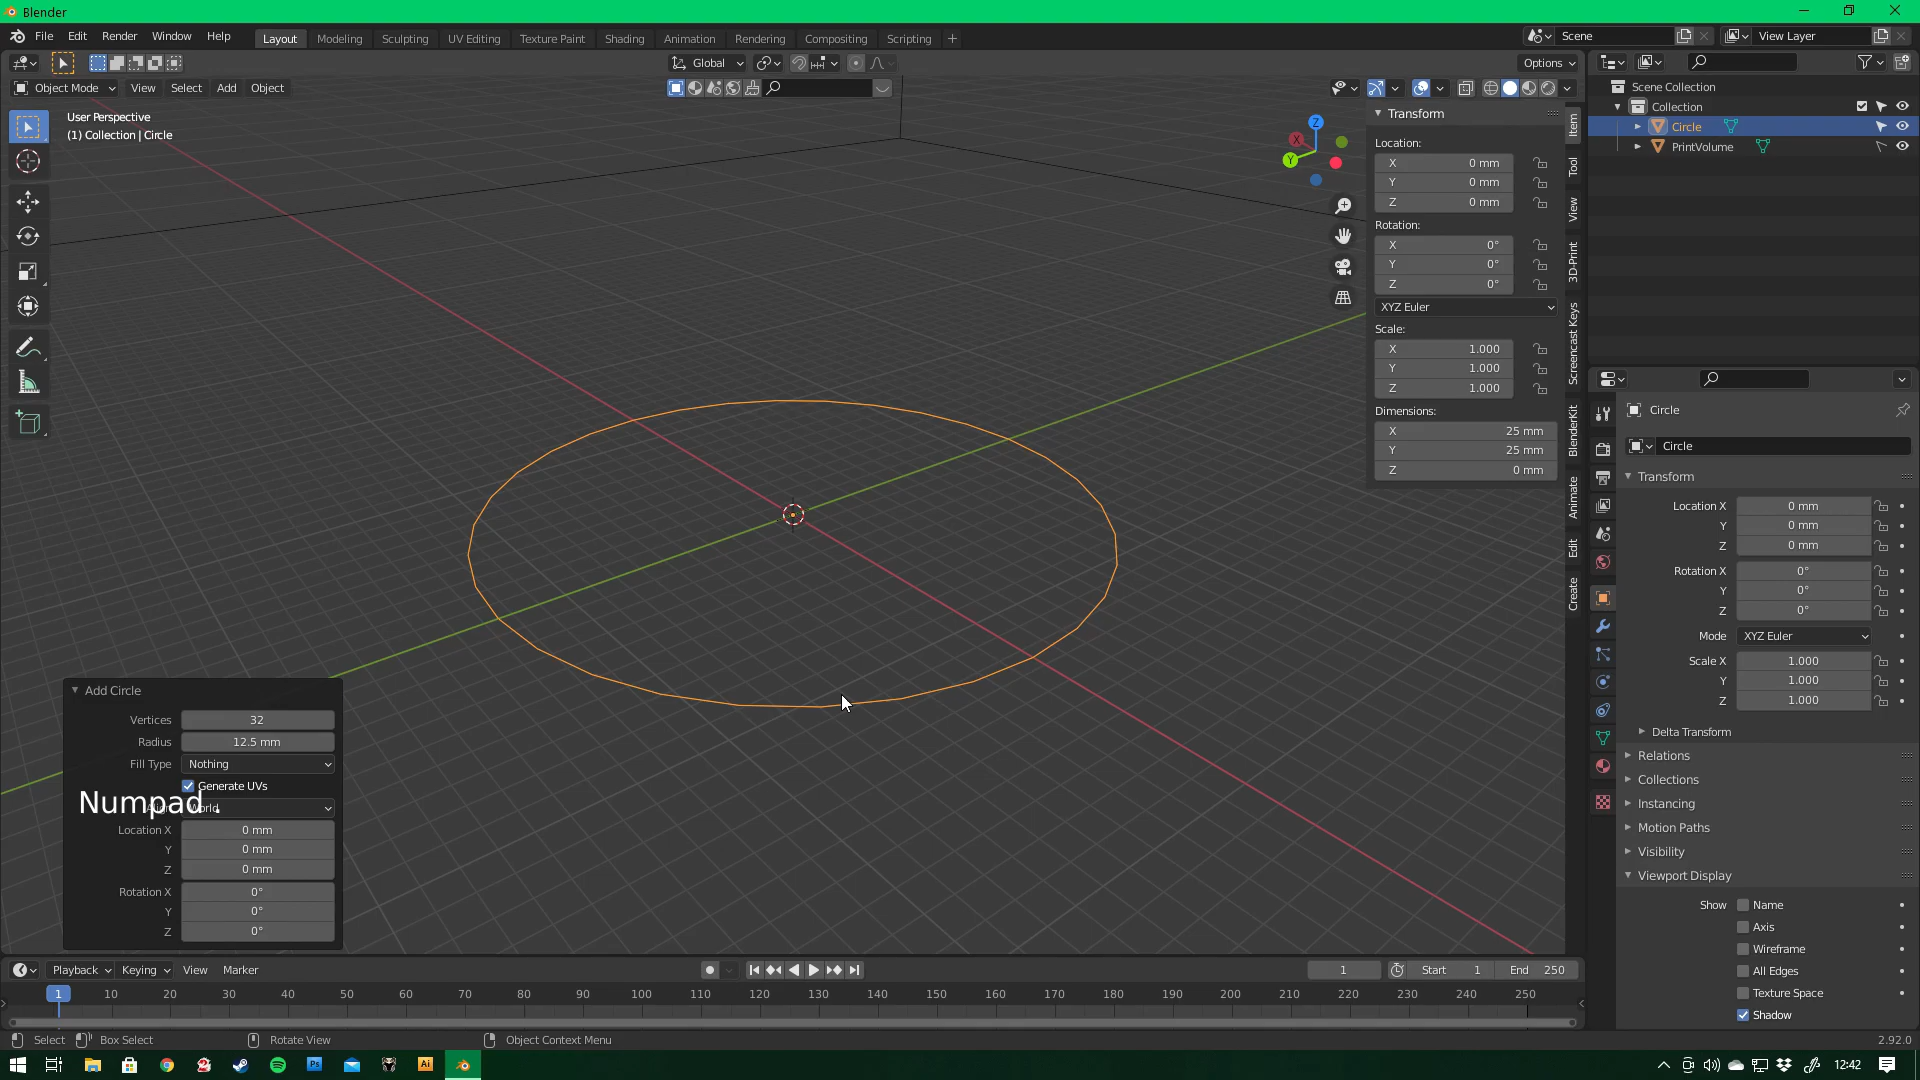 Blender
File Edit Render Window Help
Layout Modeling Sculpting UV Editing Texture Paint Shading Animation Rendering Compositing Scripting +
Scene
View Layer
Global
Options
Object Mode View Select Add Object
User Perspective
(1) Collection | Circle
Z
X
Y
Transform
Location:
X 0 mm
Y 0 mm
Z 0 mm
Rotation:
X 0°
Y 0°
Z 0°
XYZ Euler
Scale:
X 1.000
Y 1.000
Z 1.000
Dimensions:
X 25 mm
Y 25 mm
Z 0 mm
Item
Tool
View
3D-Print
Screencast Keys
BlenderKit
Animate
Edit
Create
Scene Collection
Collection
Circle
PrintVolume
Circle
Circle
Transform
Location X 0 mm
Y 0 mm
Z 0 mm
Rotation X 0°
Y 0°
Z 0°
Mode XYZ Euler
Scale X 1.000
Y 1.000
Z 1.000
Delta Transform
Relations
Collections
Instancing
Motion Paths
Visibility
Viewport Display
Show Name
Axis
Wireframe
All Edges
Texture Space
Shadow
Add Circle
Vertices 32
Radius 12.5 mm
Fill Type Nothing
Generate UVs
Numpad .
Location X 0 mm
Y 0 mm
Z 0 mm
Rotation X 0°
Y 0°
Z 0°
Playback Keying View Marker
1 Start 1 End 250
1 10 20 30 40 50 60 70 80 90 100 110 120 130 140 150 160 170 180 190 200 210 220 230 240 250
Select Box Select Rotate View Object Context Menu
2.92.0
Ps
Ai
12:42